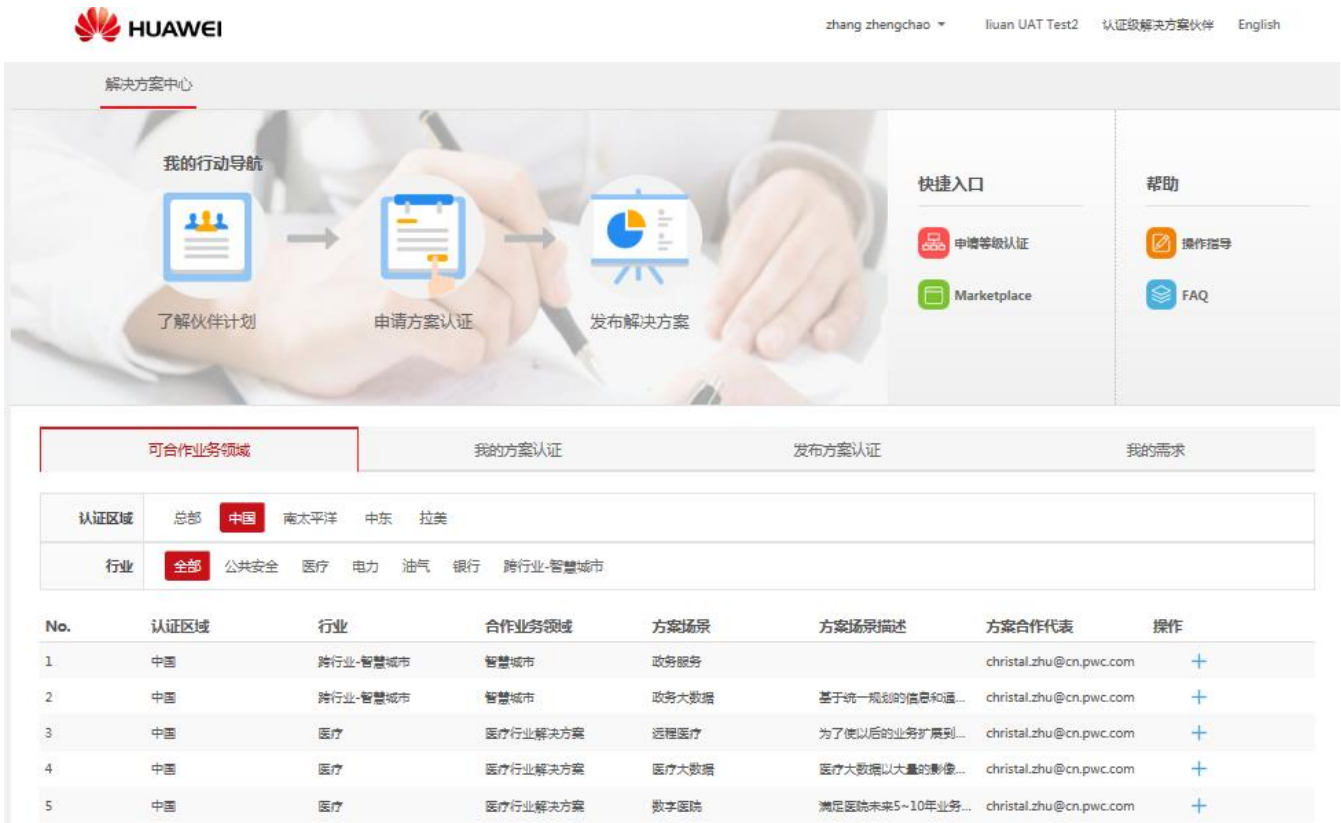 HUAWEI
zhang zhengchao liuan UAT Test2 认证级解决方案伙伴 English
解决方案中心
我的行动导航
了解伙伴计划 申请方案认证 发布解决方案
快捷入口
申请等级认证
Marketplace
帮助
操作指导
FAQ
可合作业务领域 我的方案认证 发布方案认证 我的需求
认证区域 总部 中国 南太平洋 中东 拉美
行业 全部 公共安全 医疗 电力 油气 银行 跨行业-智慧城市
No. 认证区域 行业 合作业务领域 方案场景 方案场景描述 方案合作代表 操作
1 中国 跨行业-智慧城市 智慧城市 政务服务 christal.zhu@cn.pwc.com +
2 中国 跨行业-智慧城市 智慧城市 政务大数据 基于统一规划的信息和通... christal.zhu@cn.pwc.com +
3 中国 医疗 医疗行业解决方案 远程医疗 为了使以后的业务扩展到... christal.zhu@cn.pwc.com +
4 中国 医疗 医疗行业解决方案 医疗大数据 医疗大数据以大量的影像... christal.zhu@cn.pwc.com +
5 中国 医疗 医疗行业解决方案 数字医院 满足医院未来5~10年业务... christal.zhu@cn.pwc.com +